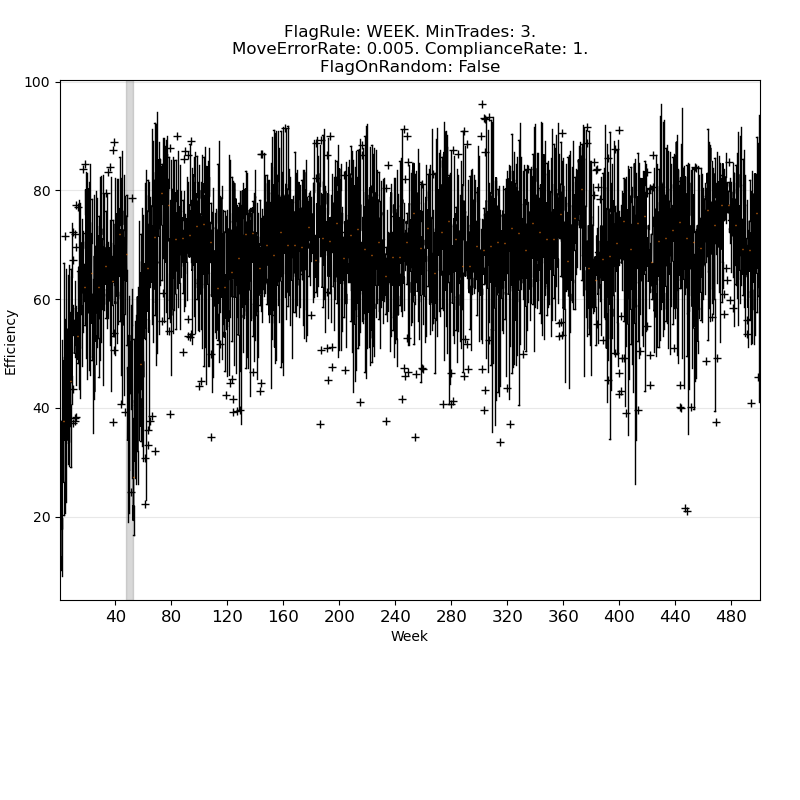 FlagRule: WEEK. MinTrades: 3.
MoveErrorRate: 0.005. ComplianceRate: 1.
FlagOnRandom: False
100
80
60
40
20
Efficiency
40 80 120 160 200 240 280 320 360 400 440 480
Week